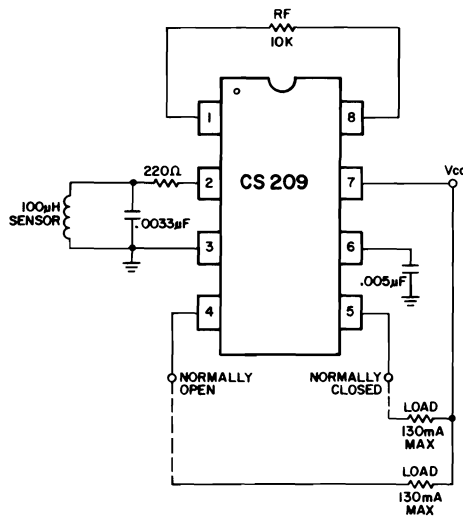 RF
10K
1
8
220Ω
2
CS 209
7
Vcc
100μH
SENSOR
.0033μF
3
6
.005μF
4
5
NORMALLY
OPEN
NORMALLY
CLOSED
LOAD
130mA
MAX
LOAD
130mA
MAX